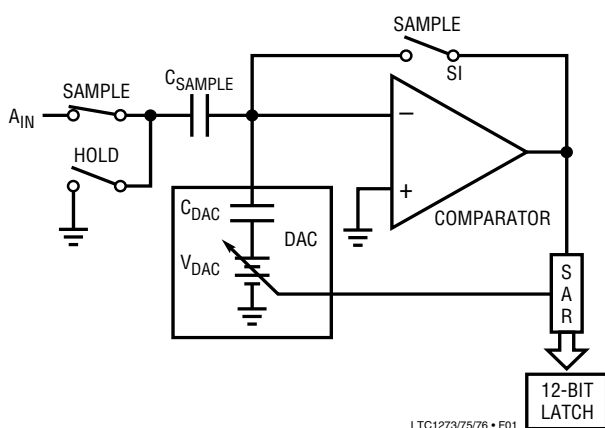 SAMPLE
SI
C_SAMPLE
A_IN
SAMPLE
HOLD
−
+
COMPARATOR
C_DAC
DAC
V_DAC
S
A
R
12-BIT
LATCH
LTC1273/75/76 • F01